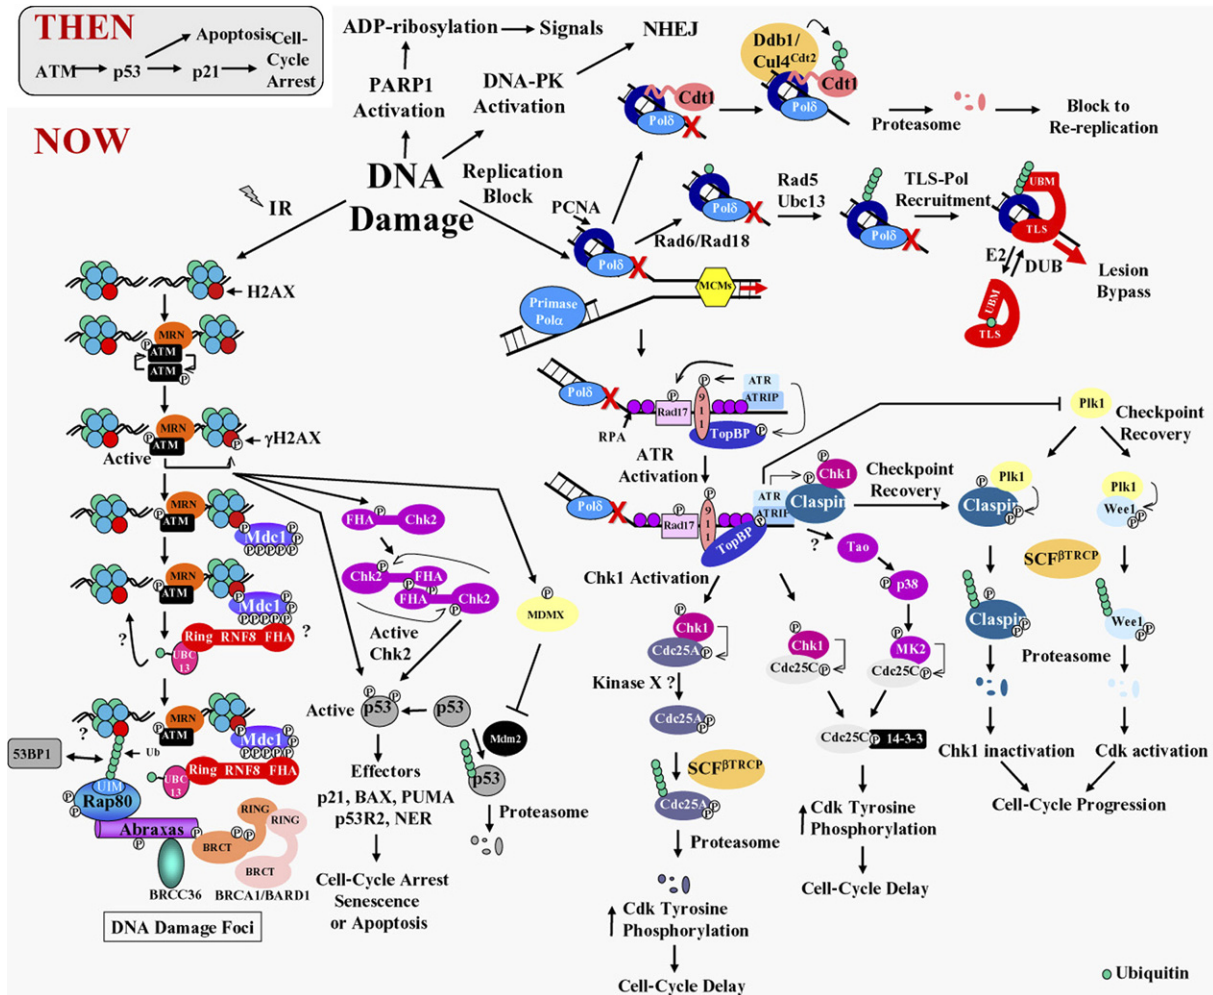 THEN
Apoptosis
Cell-
Cycle
Arrest
ATM
p53
p21
NOW
ADP-ribosylation
Signals
NHEJ
PARP1
Activation
DNA-PK
Activation
DNA
Damage
Replication
Block
IR
Ddb1/
Cul4Cdt2
Cdt1
Polδ
Cdt1
Polδ
Proteasome
Block to
Re-replication
PCNA
Polδ
Rad6/Rad18
Polδ
Rad5
Ubc13
Polδ
TLS-Pol
Recruitment
UBM
TLS
E2
DUB
UBM
TLS
Lesion
Bypass
MCMs
Primase
Polα
H2AX
MRN
P
ATM
ATM
P
MRN
P
ATM
P
γH2AX
Active
MRN
P
ATM
P
Mdc1
P P P P P
MRN
P
ATM
P
Mdc1
P P P P P
?
?
Ring RNF8 FHA
UBC
13
MRN
P
ATM
P
Mdc1
P P P P P
?
Ub
53BP1
Ring RNF8 FHA
UBC
13
UIM
Rap80
P
P
Abraxas
P
P
BRCC36
BRCT
P P
RING
RING
BRCT
BRCA1/BARD1
DNA Damage Foci
P
FHA
Chk2
P
Chk2
FHA
P
P
FHA
Chk2
P
Active
Chk2
P
MDMX
Active
P
P
p53
p53
Mdm2
p53
Proteasome
Effectors
p21, BAX, PUMA
p53R2, NER
Cell-Cycle Arrest
Senescence
or Apoptosis
Polδ
RPA
P
Rad17
P
9
1
1
ATR
ATRIP
TopBP
P
ATR
Activation
Polδ
P
Rad17
P
9
1
1
ATR
ATRIP
P
TopBP
P
Chk1
P
Claspin
Checkpoint
Recovery
Plk1
Checkpoint
Recovery
P
Plk1
Claspin
P
P
Plk1
Wee1
P
P
SCFβTRCP
Claspin
P
P
Wee1
P
P
Proteasome
Chk1 inactivation
Cdk activation
Cell-Cycle Progression
?
Tao
P
p38
P
MK2
Cdc25C
P
Chk1 Activation
P
Chk1
Cdc25A
P
Kinase X ?
Cdc25A
P
P
SCFβTRCP
Cdc25A
P
P
Proteasome
Cdk Tyrosine
Phosphorylation
Cell-Cycle Delay
P
Chk1
Cdc25C
P
Cdc25C
P
14-3-3
Cdk Tyrosine
Phosphorylation
Cell-Cycle Delay
Ubiquitin